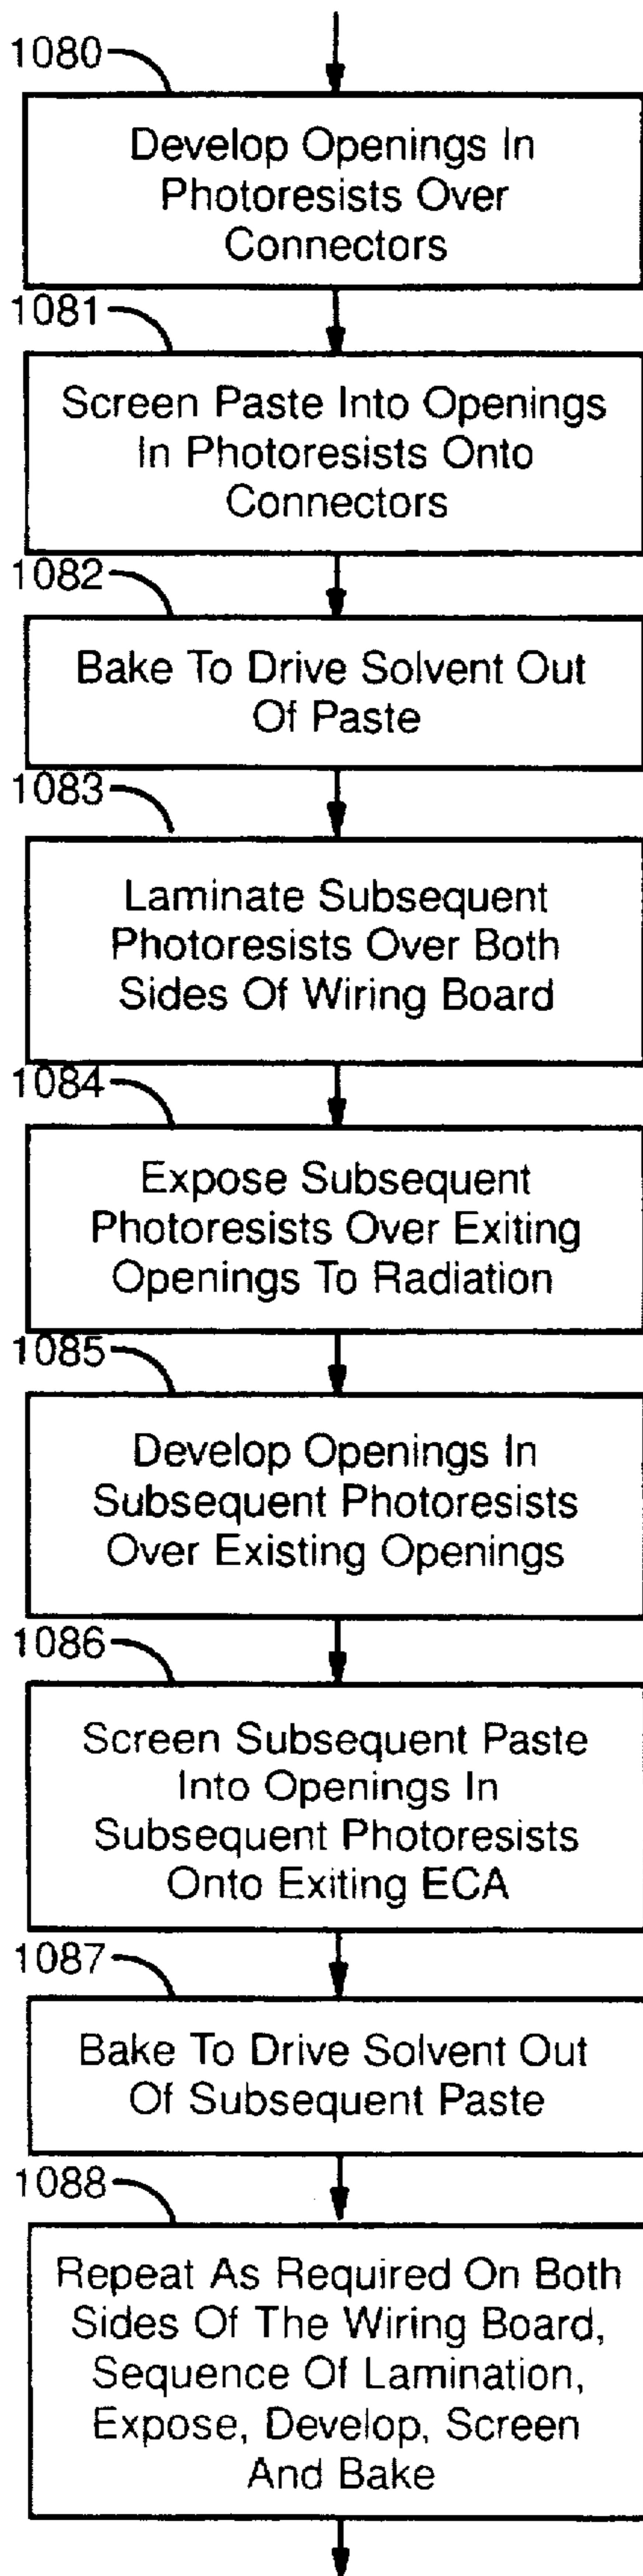 1080
Develop Openings In
Photoresists Over
Connectors
1081
Screen Paste Into Openings
In Photoresists Onto
Connectors
1082
Bake To Drive Solvent Out
Of Paste
1083
Laminate Subsequent
Photoresists Over Both
Sides Of Wiring Board
1084
Expose Subsequent
Photoresists Over Exiting
Openings To Radiation
1085
Develop Openings In
Subsequent Photoresists
Over Existing Openings
1086
Screen Subsequent Paste
Into Openings In
Subsequent Photoresists
Onto Exiting ECA
1087
Bake To Drive Solvent Out
Of Subsequent Paste
1088
Repeat As Required On Both
Sides Of The Wiring Board,
Sequence Of Lamination,
Expose, Develop, Screen
And Bake